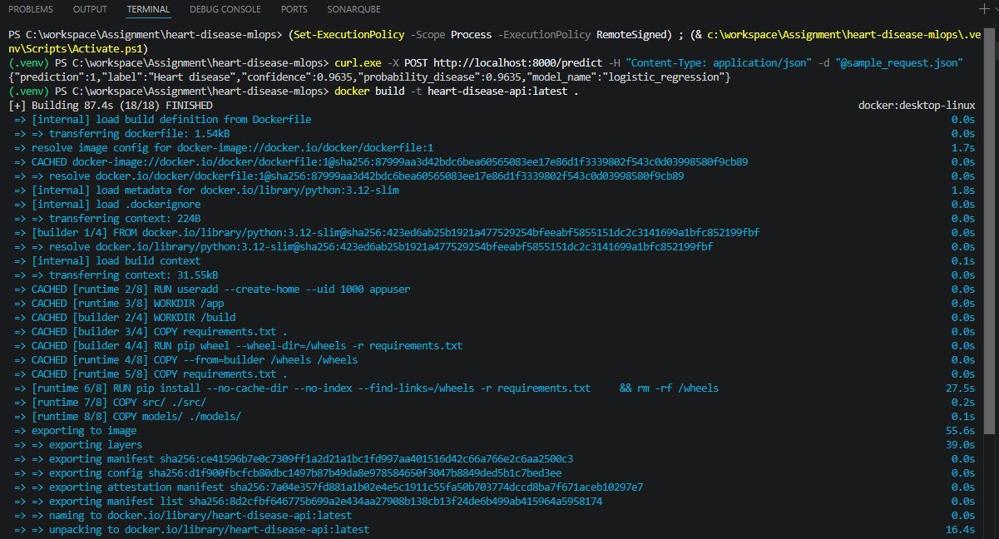 PROBLEMS OUTPUT TERMINAL DEBUG CONSOLE PORTS SONARQUBE
PS C:\workspace\Assignment\heart-disease-mlops> (Set-ExecutionPolicy -Scope Process -ExecutionPolicy RemoteSigned) ; (& c:\workspace\Assignment\heart-disease-mlops\.ve
nv\Scripts\Activate.ps1)
(.venv) PS C:\workspace\Assignment\heart-disease-mlops> curl.exe -X POST http://localhost:8000/predict -H "Content-Type: application/json" -d "@sample_request.json"
{"prediction":1,"label":"Heart disease","confidence":0.9635,"probability_disease":0.9635,"model_name":"logistic_regression"}
(.venv) PS C:\workspace\Assignment\heart-disease-mlops> docker build -t heart-disease-api:latest .
[+] Building 87.4s (18/18) FINISHED docker:desktop-linux
=> [internal] load build definition from Dockerfile 0.0s
=> => transferring dockerfile: 1.54kB 0.0s
=> resolve image config for docker-image://docker.io/docker/dockerfile:1 1.7s
=> CACHED docker-image://docker.io/docker/dockerfile:1@sha256:87999aa3d42bdc6bea60565083ee17e86d1f3339802f543c0d03998580f9cb89 0.0s
=> => resolve docker.io/docker/dockerfile:1@sha256:87999aa3d42bdc6bea60565083ee17e86d1f3339802f543c0d03998580f9cb89 0.0s
=> [internal] load metadata for docker.io/library/python:3.12-slim 1.8s
=> [internal] load .dockerignore 0.0s
=> => transferring context: 224B 0.0s
=> [builder 1/4] FROM docker.io/library/python:3.12-slim@sha256:423ed6ab25b1921a477529254bfeeabf5855151dc2c3141699a1bfc852199fbf 0.0s
=> => resolve docker.io/library/python:3.12-slim@sha256:423ed6ab25b1921a477529254bfeeabf5855151dc2c3141699a1bfc852199fbf 0.0s
=> [internal] load build context 0.1s
=> => transferring context: 31.55kB 0.0s
=> CACHED [runtime 2/8] RUN useradd --create-home --uid 1000 appuser 0.0s
=> CACHED [runtime 3/8] WORKDIR /app 0.0s
=> CACHED [builder 2/4] WORKDIR /build 0.0s
=> CACHED [builder 3/4] COPY requirements.txt . 0.0s
=> CACHED [builder 4/4] RUN pip wheel --wheel-dir=/wheels -r requirements.txt 0.0s
=> CACHED [runtime 4/8] COPY --from=builder /wheels /wheels 0.0s
=> CACHED [runtime 5/8] COPY requirements.txt . 0.0s
=> [runtime 6/8] RUN pip install --no-cache-dir --no-index --find-links=/wheels -r requirements.txt && rm -rf /wheels 27.5s
=> [runtime 7/8] COPY src/ ./src/ 0.2s
=> [runtime 8/8] COPY models/ ./models/ 0.1s
=> exporting to image 55.6s
=> => exporting layers 39.0s
=> => exporting manifest sha256:ce41596b7e0c7309ff1a2d21a1bc1fd997aa401516d42c66a766e2c6aa2500c3 0.0s
=> => exporting config sha256:d1f900fbcfcb80dbc1497b87b49da8e978584650f3047b8849ded5b1c7bed3ee 0.0s
=> => exporting attestation manifest sha256:7a04e357fd881a1b02e4e5c1911c55fa50b703774dccd8ba7f671aceb10297e7 0.0s
=> => exporting manifest list sha256:8d2cfbf646775b699a2e434aa27908b138cb13f24de6b499ab415964a5958174 0.0s
=> => naming to docker.io/library/heart-disease-api:latest 0.0s
=> => unpacking to docker.io/library/heart-disease-api:latest 16.4s